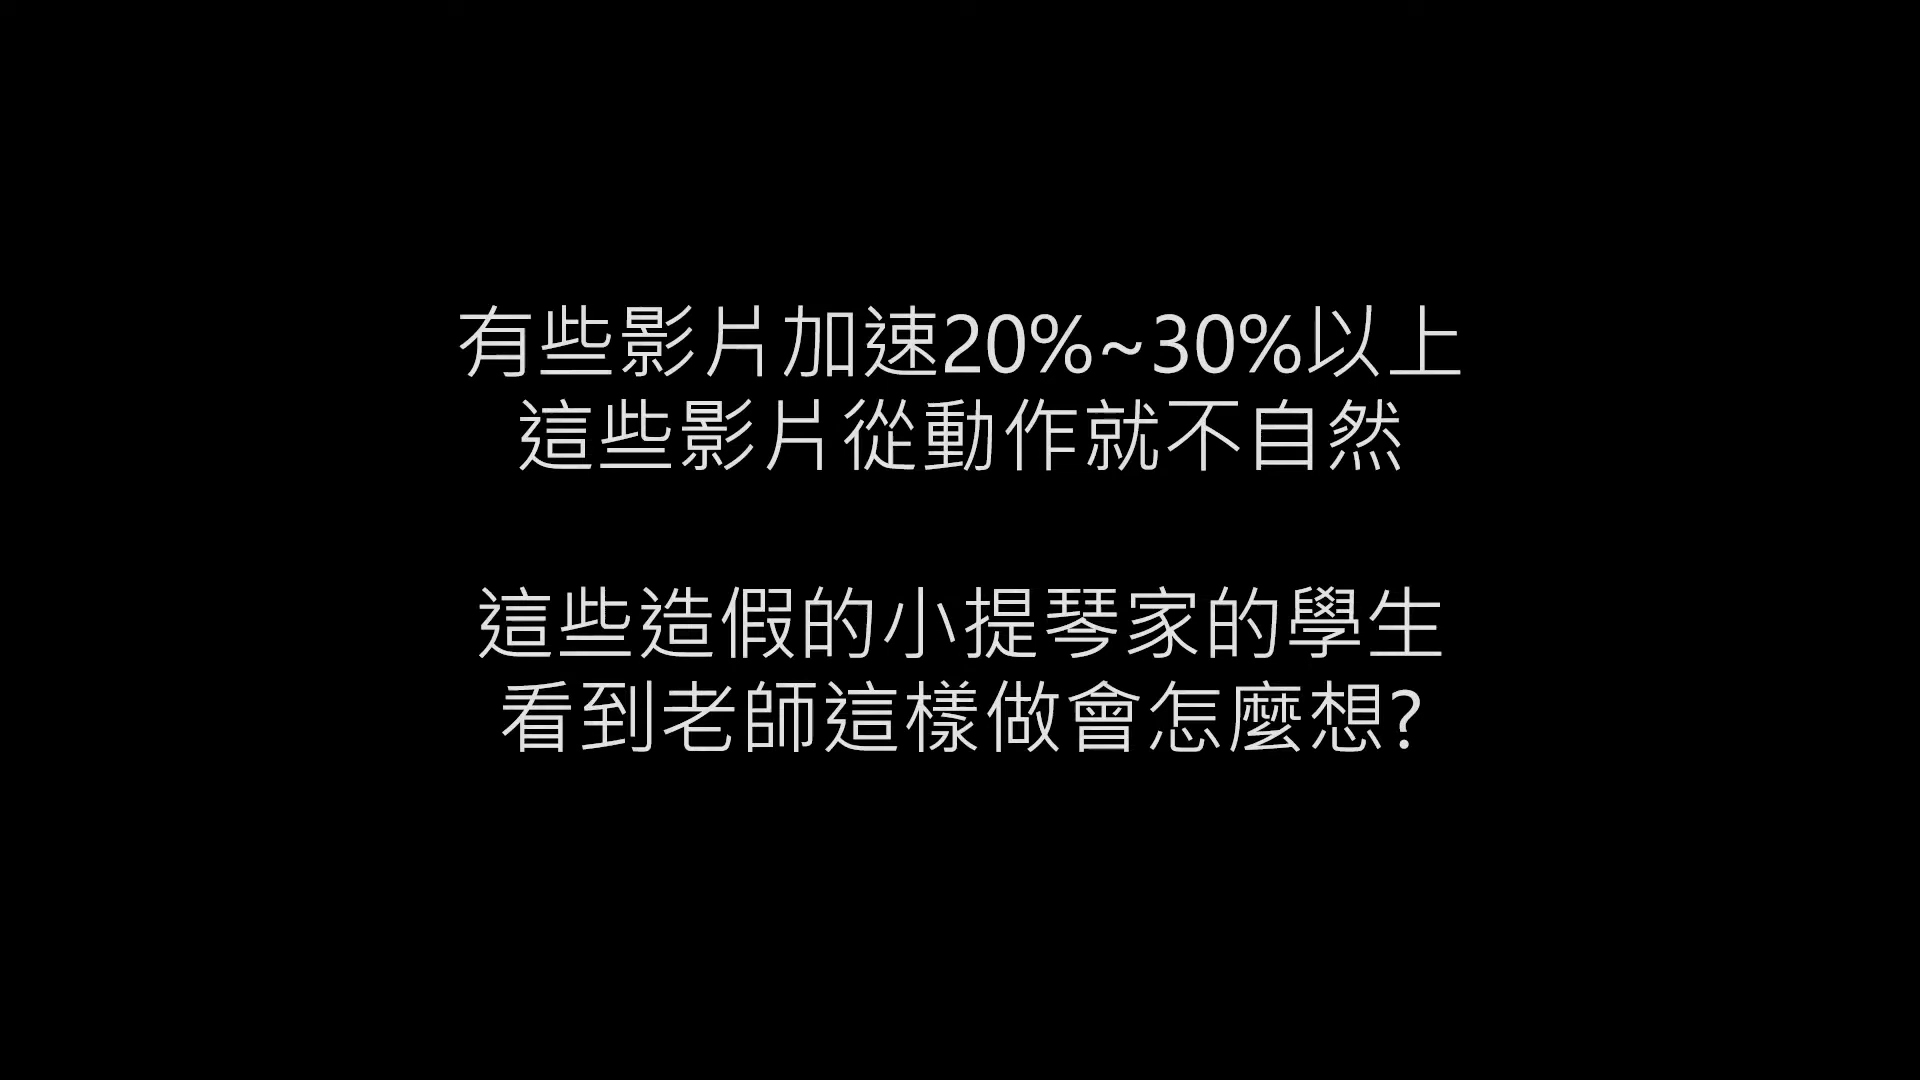 有些影片加速20%~30%以上
這些影片從動作就不自然
這些造假的小提琴家的學生
看到老師這樣做會怎麼想?